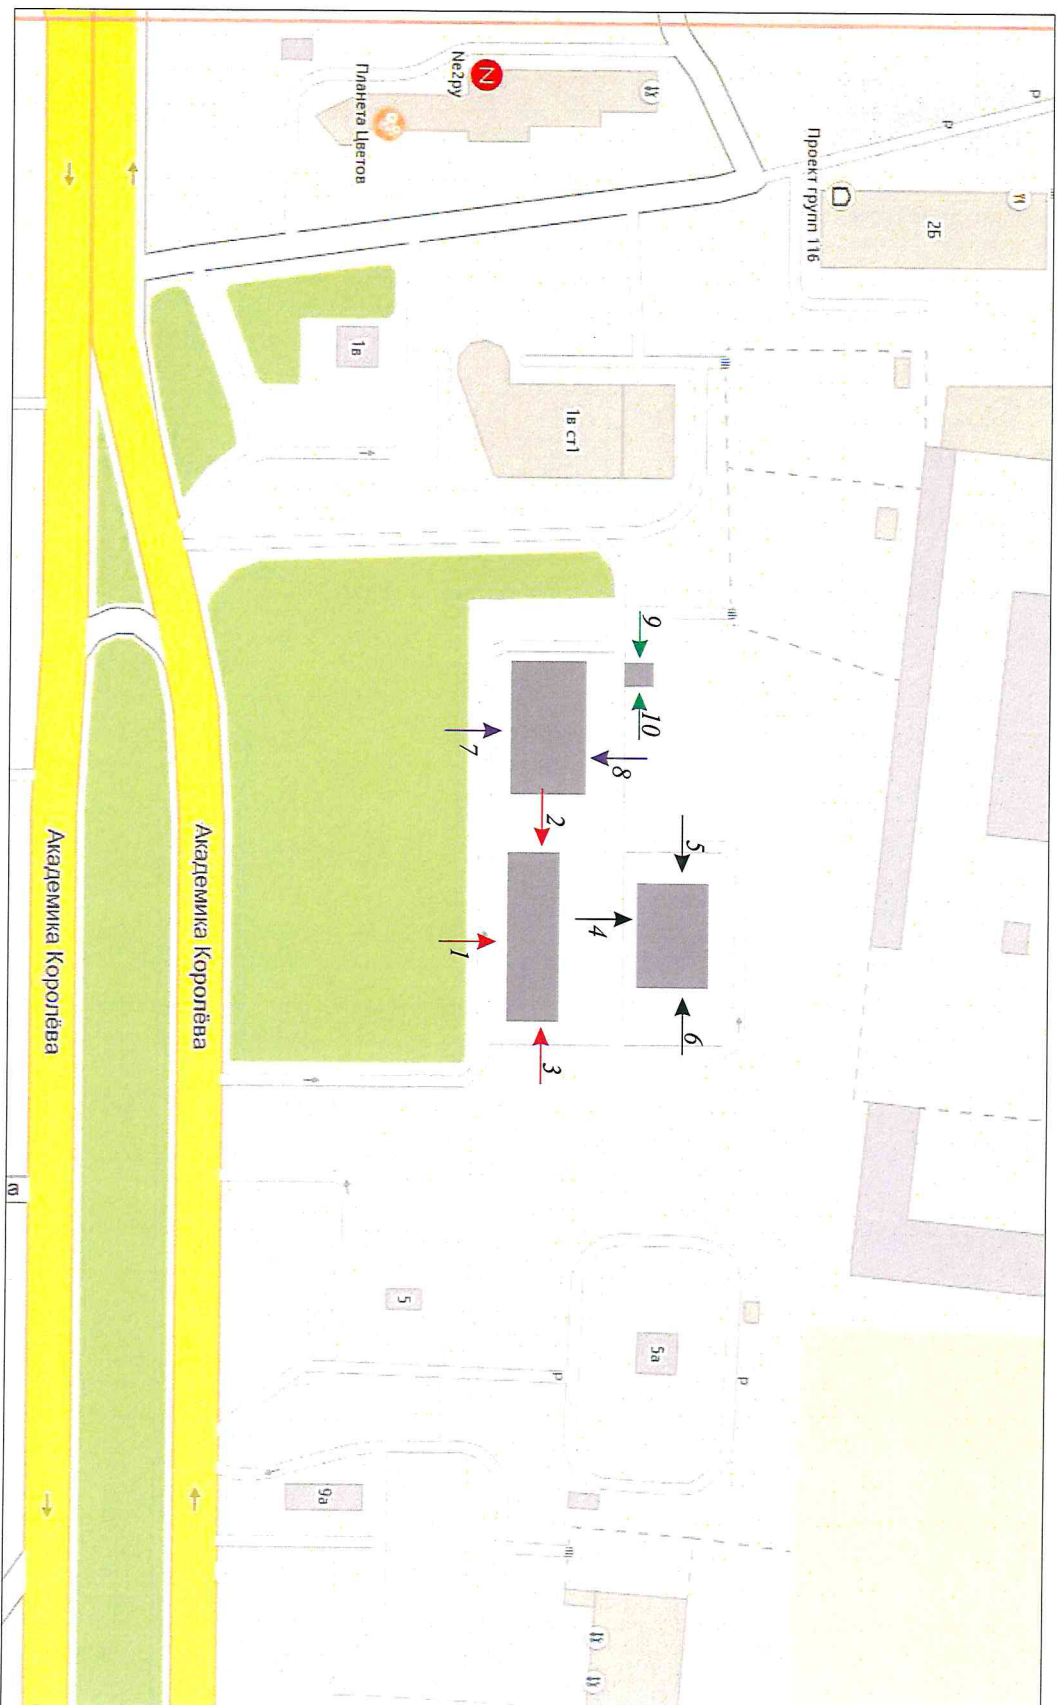 Р
Р
Проект групп 116
2Б
№2ру
Планета Цветов
1в
1в ст1
9
10
7
8
2
5
4
1
6
3
Академика Королёва
Академика Королёва
5
5а
Р
Р
9а